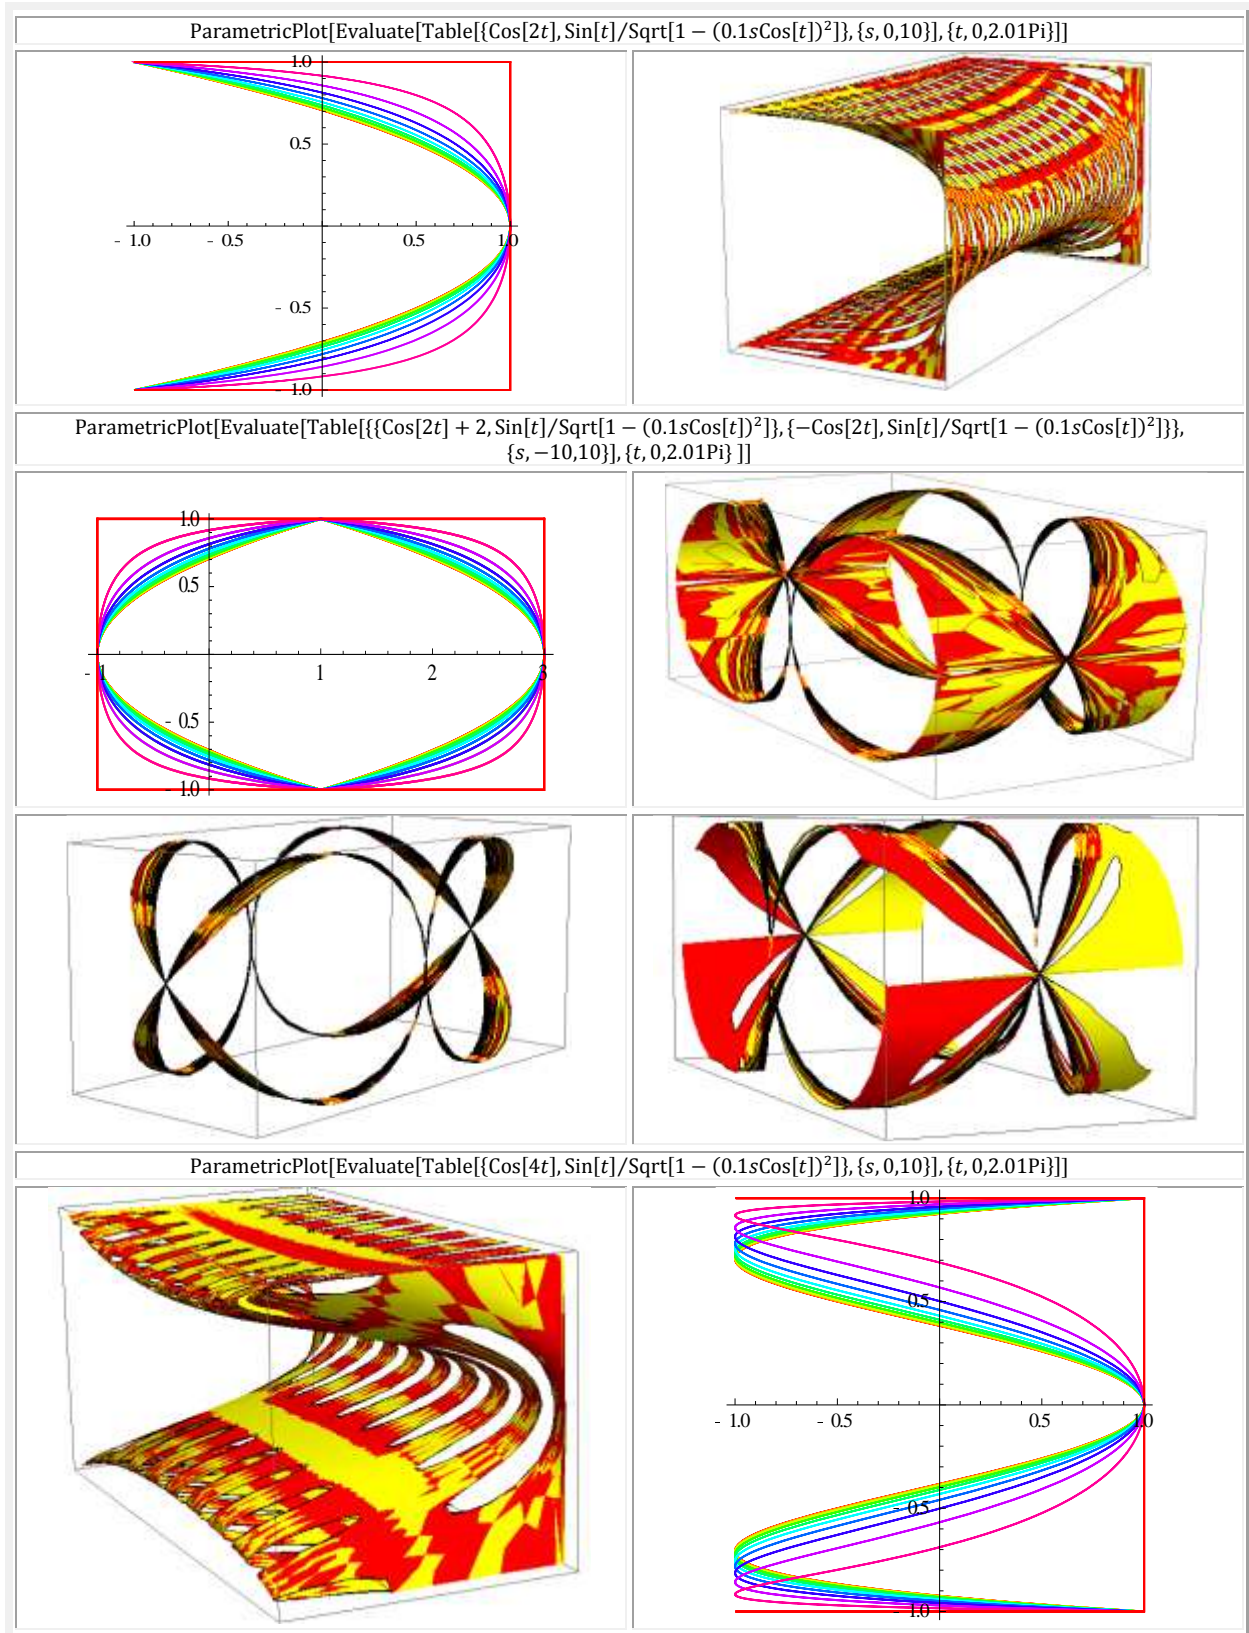 ParametricPlot[Evaluate[Table[{Cos[2t], Sin[t]/Sqrt[1 − (0.1sCos[t])²]}, {s, 0,10}], {t, 0,2.01Pi}]]
1.0
0.5
- 1.0 - 0.5 0.5 1.0
- 0.5
- 1.0
ParametricPlot[Evaluate[Table[{{Cos[2t] + 2, Sin[t]/Sqrt[1 − (0.1sCos[t])²]}, {−Cos[2t], Sin[t]/Sqrt[1 − (0.1sCos[t])²]}},
{s, −10,10}], {t, 0,2.01Pi} ]]
1.0
0.5
- 1 1 2 3
- 0.5
- 1.0
ParametricPlot[Evaluate[Table[{Cos[4t], Sin[t]/Sqrt[1 − (0.1sCos[t])²]}, {s, 0,10}], {t, 0,2.01Pi}]]
1.0
0.5
- 1.0 - 0.5 0.5 1.0
- 0.5
- 1.0